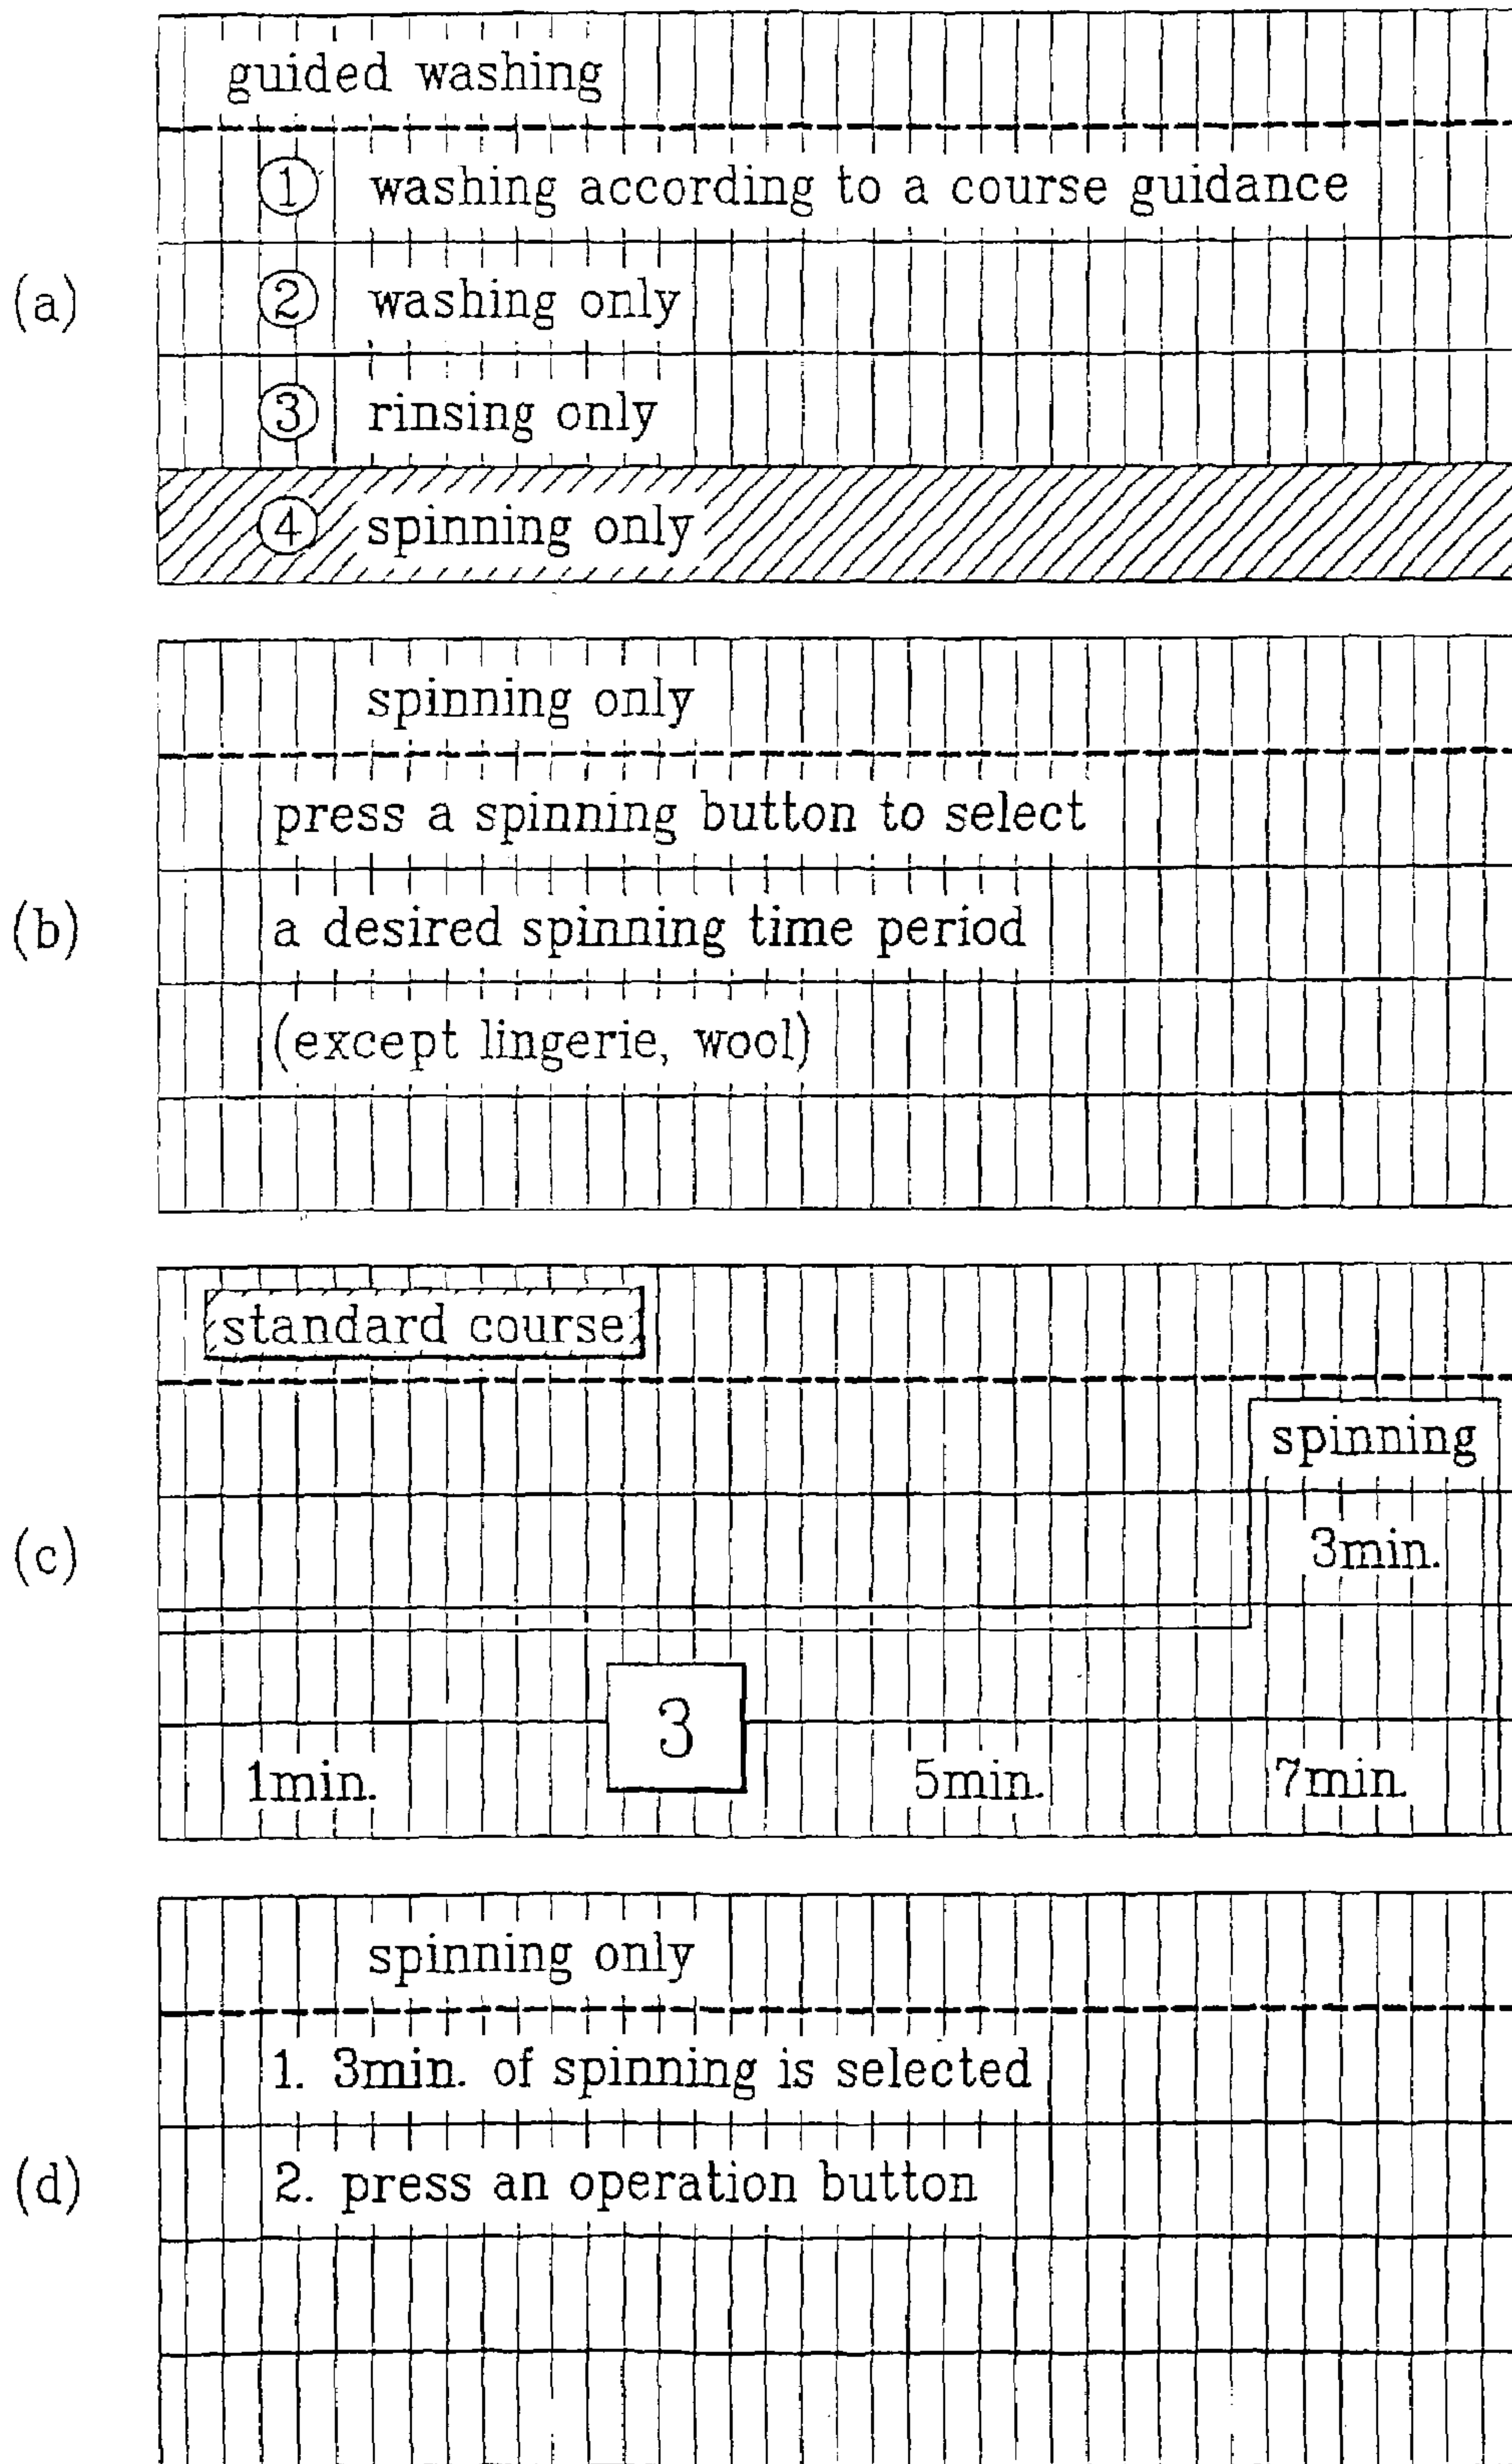 guided washing
① washing according to a course guidance
(a)
② washing only
③ rinsing only
④ spinning only
spinning only
press a spinning button to select
(b)
a desired spinning time period
(except lingerie, wool)
standard course
spinning
(c)
3min.
3
1min. 5min. 7min.
spinning only
1. 3min. of spinning is selected
(d)
2. press an operation button